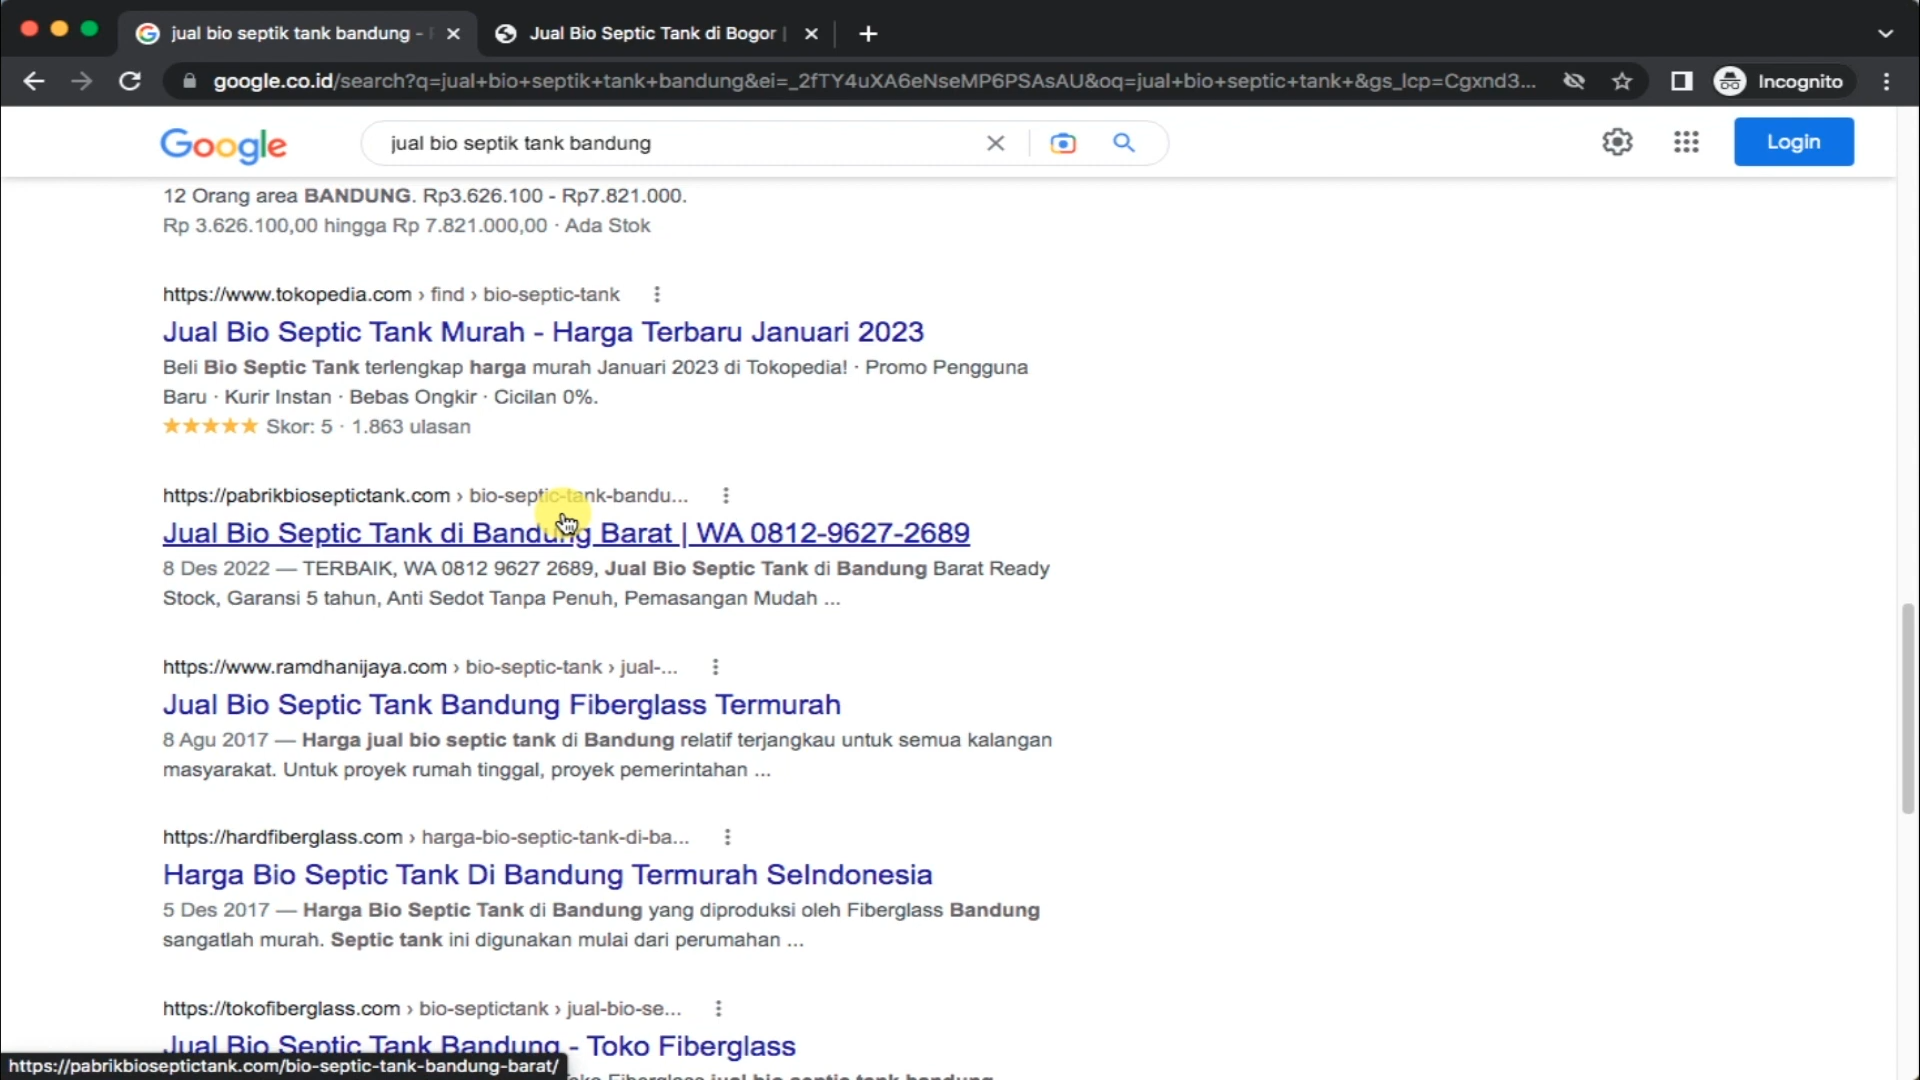 jual bio septik tank bandung -
Jual Bio Septic Tank di Bogor |
google.co.id/search?q=jual+bio+septik+tank+bandung&ei=_2fTY4uXA6eNseMP6PSAsAU&oq=jual+bio+septic+tank+&gs_lcp=Cgxnd3...
Incognito
Google
jual bio septik tank bandung
Login
12 Orang area BANDUNG. Rp3.626.100 - Rp7.821.000.
Rp 3.626.100,00 hingga Rp 7.821.000,00 · Ada Stok
https://www.tokopedia.com › find › bio-septic-tank
Jual Bio Septic Tank Murah - Harga Terbaru Januari 2023
Beli Bio Septic Tank terlengkap harga murah Januari 2023 di Tokopedia! · Promo Pengguna
Baru · Kurir Instan · Bebas Ongkir · Cicilan 0%.
★★★★★ Skor: 5 · 1.863 ulasan
https://pabrikbioseptictank.com › bio-septic-tank-bandu...
Jual Bio Septic Tank di Bandung Barat | WA 0812-9627-2689
8 Des 2022 — TERBAIK, WA 0812 9627 2689, Jual Bio Septic Tank di Bandung Barat Ready
Stock, Garansi 5 tahun, Anti Sedot Tanpa Penuh, Pemasangan Mudah ...
https://www.ramdhanijaya.com › bio-septic-tank › jual-...
Jual Bio Septic Tank Bandung Fiberglass Termurah
8 Agu 2017 — Harga jual bio septic tank di Bandung relatif terjangkau untuk semua kalangan
masyarakat. Untuk proyek rumah tinggal, proyek pemerintahan ...
https://hardfiberglass.com › harga-bio-septic-tank-di-ba...
Harga Bio Septic Tank Di Bandung Termurah SeIndonesia
5 Des 2017 — Harga Bio Septic Tank di Bandung yang diproduksi oleh Fiberglass Bandung
sangatlah murah. Septic tank ini digunakan mulai dari perumahan ...
https://tokofiberglass.com › bio-septictank › jual-bio-se...
Jual Bio Septic Tank Bandung - Toko Fiberglass
https://pabrikbioseptictank.com/bio-septic-tank-bandung-barat/
Fiberglass jual bio septic tank bandung